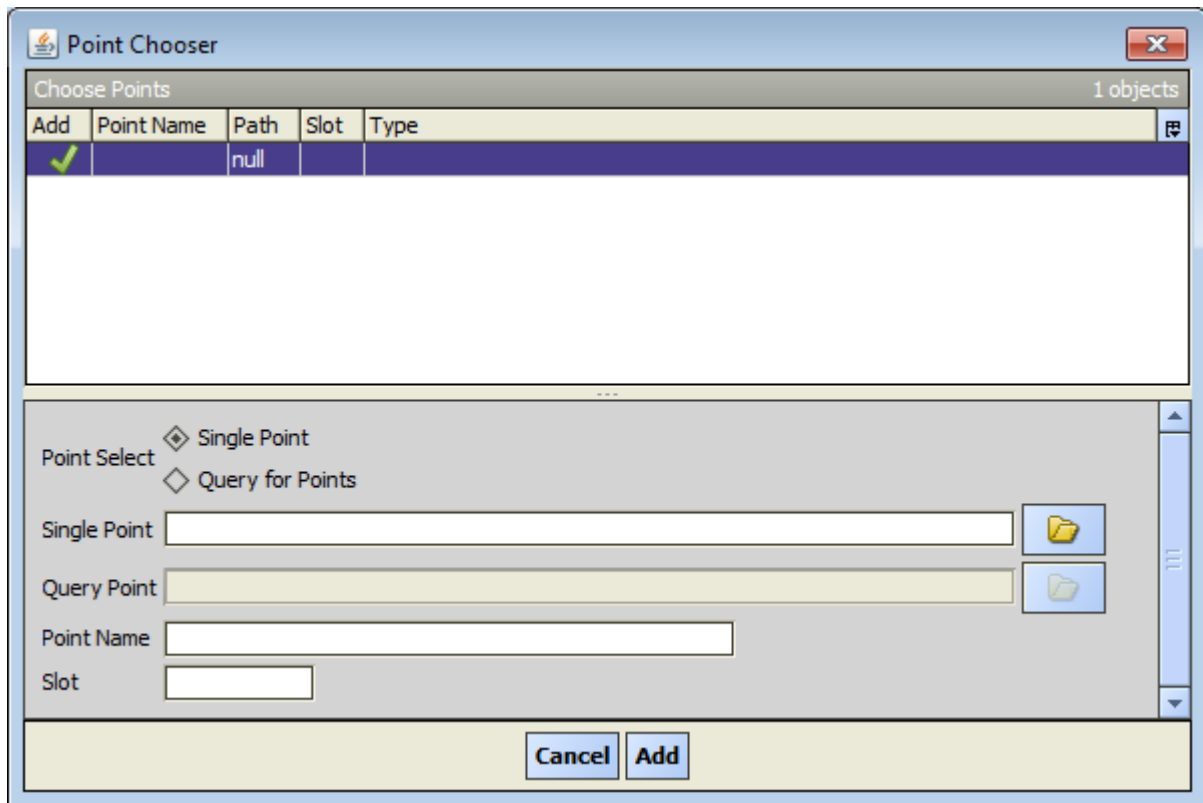 Point Chooser
Choose Points 1 objects
Add Point Name Path Slot Type
null
Point Select Single Point
Query for Points
Single Point
Query Point
Point Name
Slot
Cancel Add